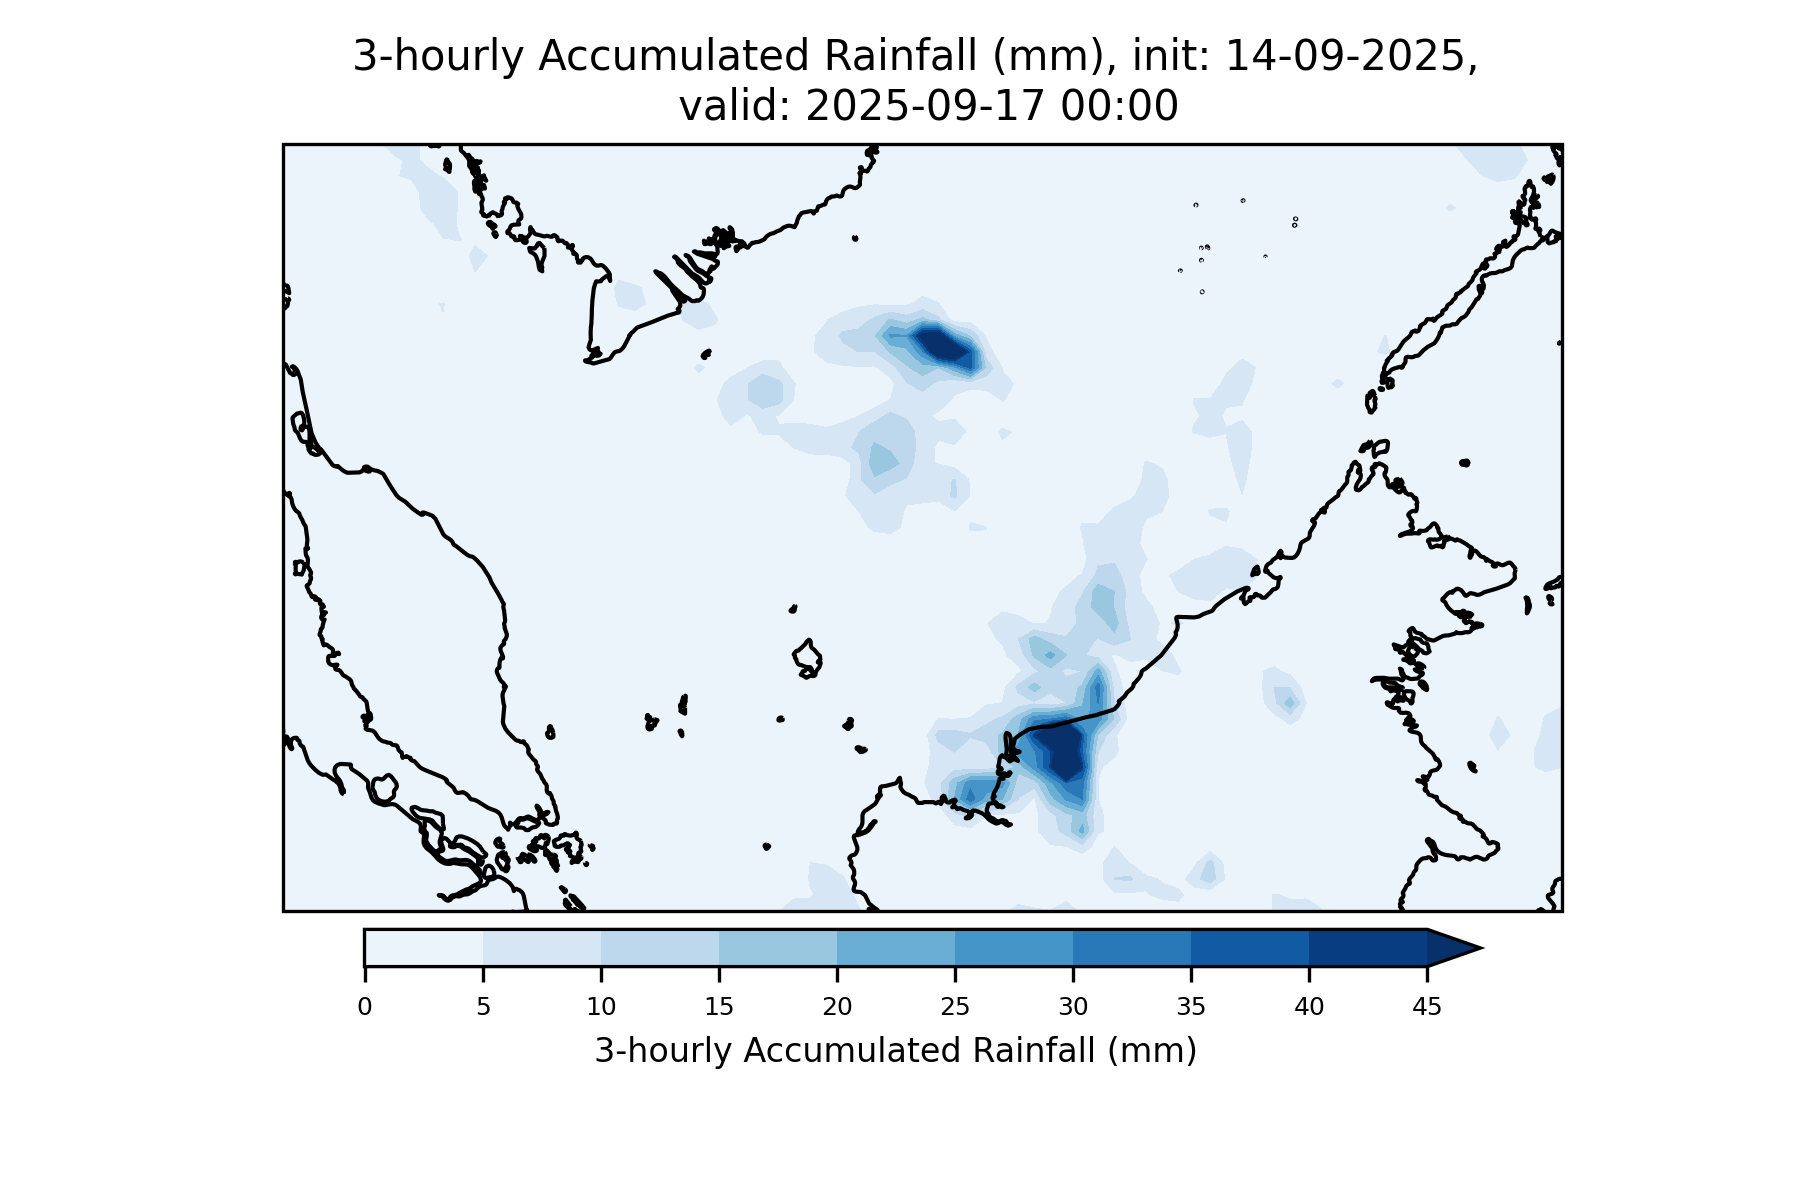 3-hourly Accumulated Rainfall (mm), init: 14-09-2025,
valid: 2025-09-17 00:00
0 5 10 15 20 25 30 35 40 45
3-hourly Accumulated Rainfall (mm)